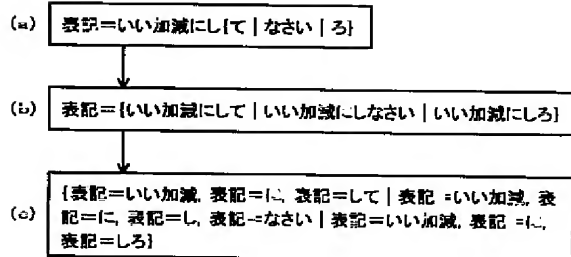 (a) 表記＝いい加減にし{て｜なさい｜ろ}
(b) 表記＝{いい加減にして｜いい加減にしなさい｜いい加減にしろ}
(c) {表記＝いい加減, 表記＝に, 表記＝して｜表記＝いい加減, 表
記＝に, 表記＝し, 表記＝なさい｜表記＝いい加減, 表記＝に,
表記＝しろ}